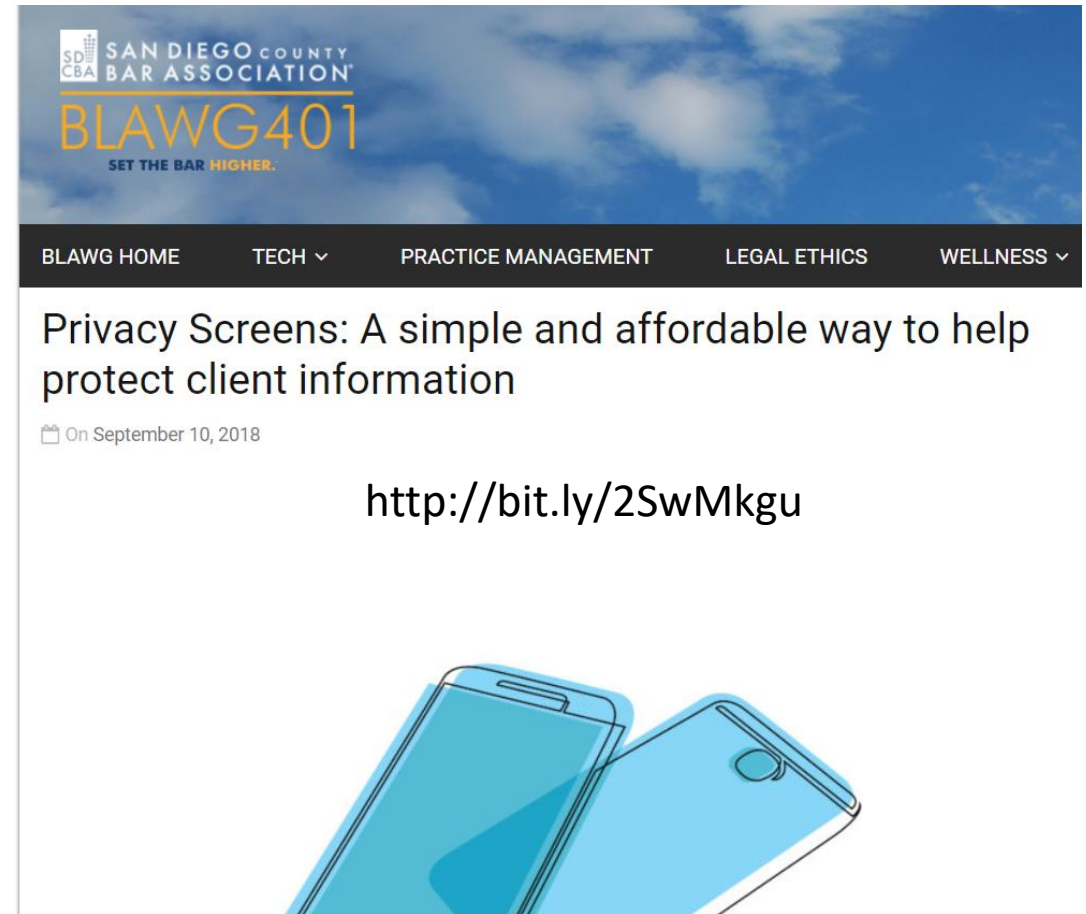 SD CBA SAN DIEGO COUNTY
BAR ASSOCIATION®
BLAWG401
SET THE BAR HIGHER.
BLAWG HOME TECH PRACTICE MANAGEMENT LEGAL ETHICS WELLNESS
Privacy Screens: A simple and affordable way to help
protect client information
On September 10, 2018
http://bit.ly/2SwMkgu